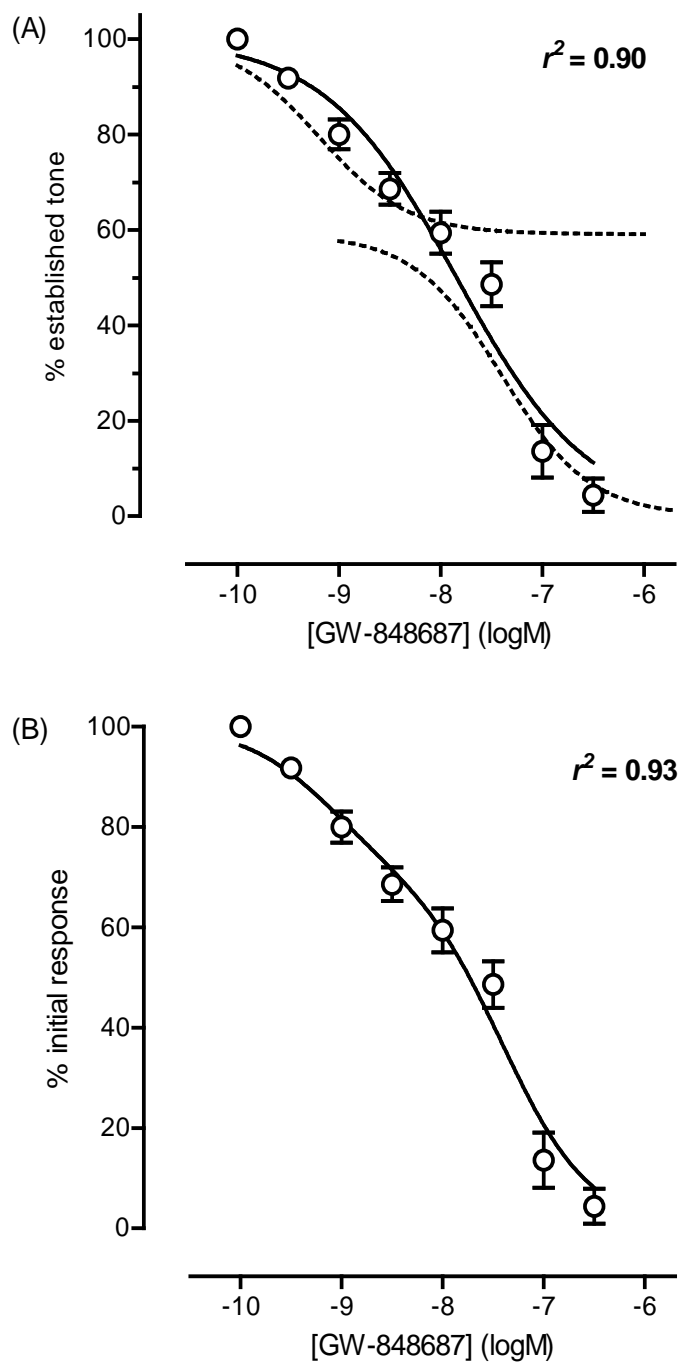 (A)
r² = 0.90
% established tone
100
80
60
40
20
0
-10 -9 -8 -7 -6
[GW-848687] (logM)
(B)
r² = 0.93
% initial response
100
80
60
40
20
0
-10 -9 -8 -7 -6
[GW-848687] (logM)